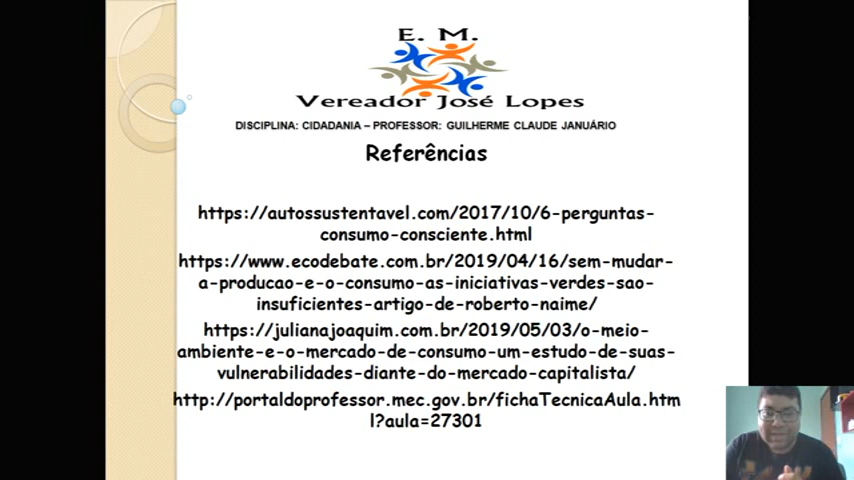 E. M.
Vereador José Lopes
DISCIPLINA: CIDADANIA – PROFESSOR: GUILHERME CLAUDE JANUÁRIO
Referências
https://autossustentavel.com/2017/10/6-perguntas-
consumo-consciente.html
https://www.ecodebate.com.br/2019/04/16/sem-mudar-
a-producao-e-o-consumo-as-iniciativas-verdes-sao-
insuficientes-artigo-de-roberto-naime/
https://julianajoaquim.com.br/2019/05/03/o-meio-
ambiente-e-o-mercado-de-consumo-um-estudo-de-suas-
vulnerabilidades-diante-do-mercado-capitalista/
http://portaldoprofessor.mec.gov.br/fichaTecnicaAula.htm
l?aula=27301